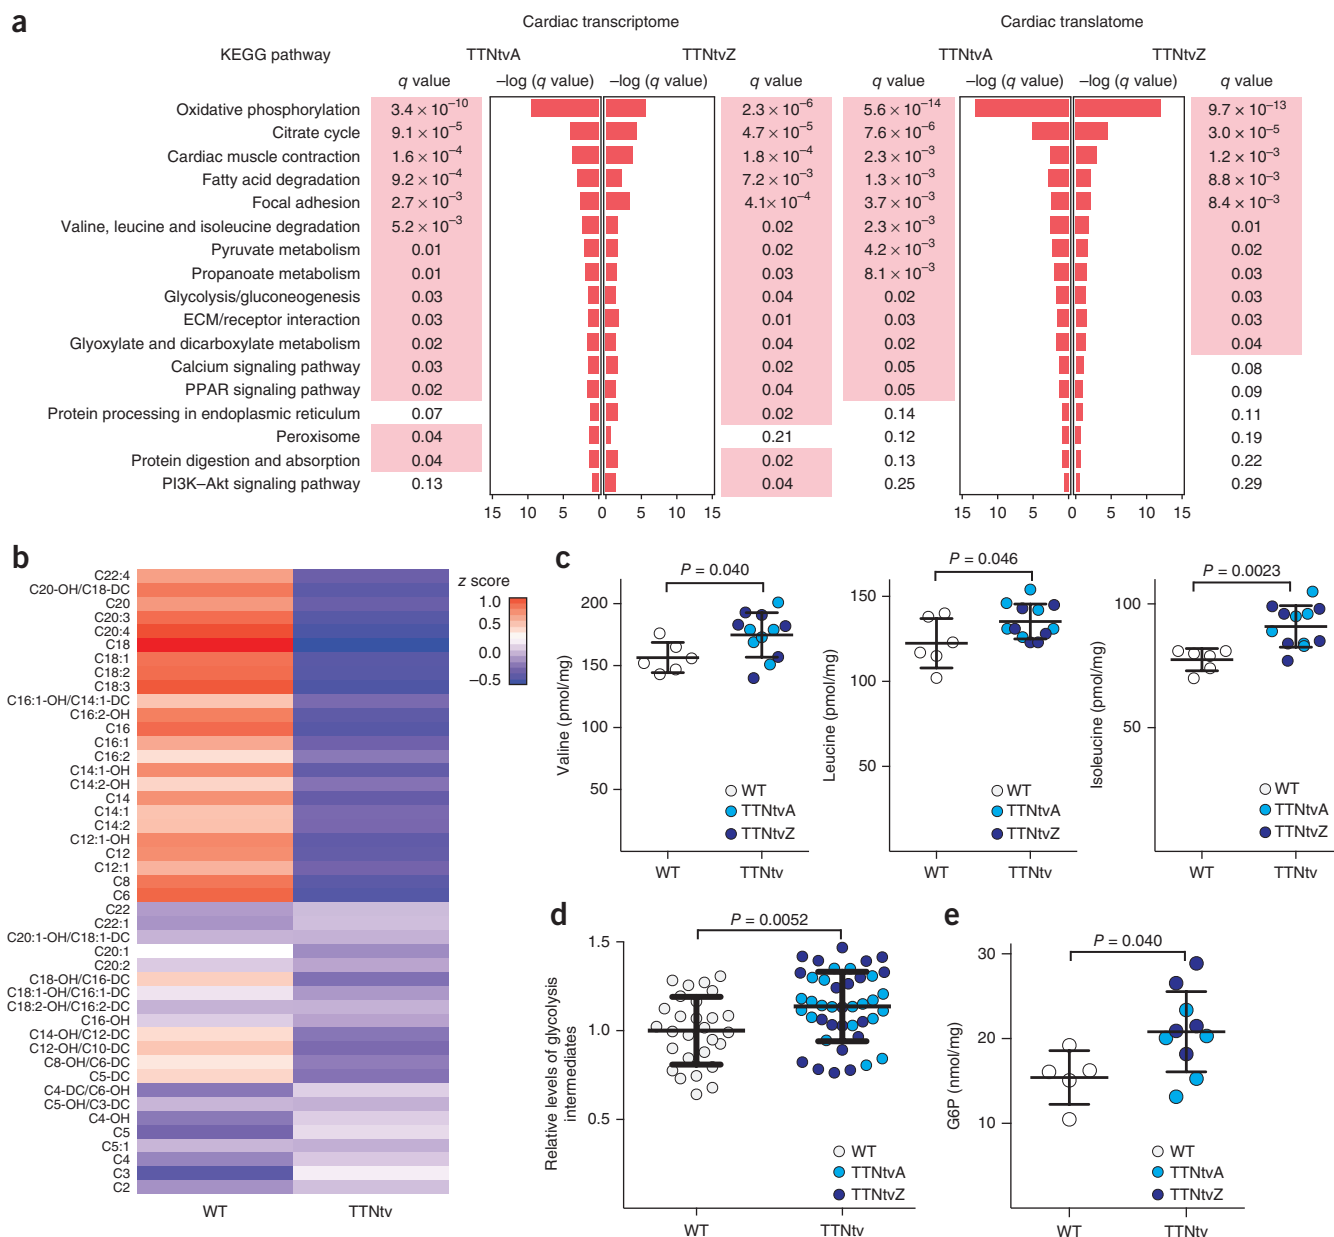 a
Cardiac transcriptome
Cardiac translatome
KEGG pathway
TTNtvA
TTNtvZ
TTNtvA
TTNtvZ
q value
–log (q value)
–log (q value)
q value
q value
–log (q value)
–log (q value)
q value
Oxidative phosphorylation 3.4 × 10⁻¹⁰ 2.3 × 10⁻⁶ 5.6 × 10⁻¹⁴ 9.7 × 10⁻¹³
Citrate cycle 9.1 × 10⁻⁵ 4.7 × 10⁻⁵ 7.6 × 10⁻⁶ 3.0 × 10⁻⁵
Cardiac muscle contraction 1.6 × 10⁻⁴ 1.8 × 10⁻⁴ 2.3 × 10⁻³ 1.2 × 10⁻³
Fatty acid degradation 9.2 × 10⁻⁴ 7.2 × 10⁻³ 1.3 × 10⁻³ 8.8 × 10⁻³
Focal adhesion 2.7 × 10⁻³ 4.1× 10⁻⁴ 3.7 × 10⁻³ 8.4 × 10⁻³
Valine, leucine and isoleucine degradation 5.2 × 10⁻³ 0.02 2.3 × 10⁻³ 0.01
Pyruvate metabolism 0.01 0.02 4.2 × 10⁻³ 0.02
Propanoate metabolism 0.01 0.03 8.1 × 10⁻³ 0.03
Glycolysis/gluconeogenesis 0.03 0.04 0.02 0.03
ECM/receptor interaction 0.03 0.01 0.03 0.03
Glyoxylate and dicarboxylate metabolism 0.02 0.04 0.02 0.04
Calcium signaling pathway 0.03 0.02 0.05 0.08
PPAR signaling pathway 0.02 0.04 0.05 0.09
Protein processing in endoplasmic reticulum 0.07 0.02 0.14 0.11
Peroxisome 0.04 0.21 0.12 0.19
Protein digestion and absorption 0.04 0.02 0.13 0.22
PI3K–Akt signaling pathway 0.13 0.04 0.25 0.29
15 10 5 0 5 10 15
15 10 5 0 5 10 15
b
C22:4
C20-OH/C18-DC
C20
C20:3
C20:4
C18
C18:1
C18:2
C18:3
C16:1-OH/C14:1-DC
C16:2-OH
C16
C16:1
C16:2
C14:1-OH
C14:2-OH
C14
C14:1
C14:2
C12:1-OH
C12
C12:1
C8
C6
C22
C22:1
C20:1-OH/C18:1-DC
C20:1
C20:2
C18-OH/C16-DC
C18:1-OH/C16:1-DC
C18:2-OH/C16:2-DC
C16-OH
C14-OH/C12-DC
C12-OH/C10-DC
C8-OH/C6-DC
C5-DC
C4-DC/C6-OH
C5-OH/C3-DC
C4-OH
C5
C5:1
C4
C3
C2
WT
TTNtv
z score
1.0
0.0
–0.5
c
P = 0.040
Valine (pmol/mg)
200
150
100
50
WT
TTNtvA
TTNtvZ
WT
TTNtv
P = 0.046
Leucine (pmol/mg)
150
100
50
WT
TTNtvA
TTNtvZ
WT
TTNtv
P = 0.0023
Isoleucine (pmol/mg)
100
50
WT
TTNtvA
TTNtvZ
WT
TTNtv
d
P = 0.0052
Relative levels of glycolysis
intermediates
1.5
1.0
0.5
WT
TTNtvA
TTNtvZ
WT
TTNtv
e
P = 0.040
G6P (nmol/mg)
30
20
10
WT
TTNtvA
TTNtvZ
WT
TTNtv